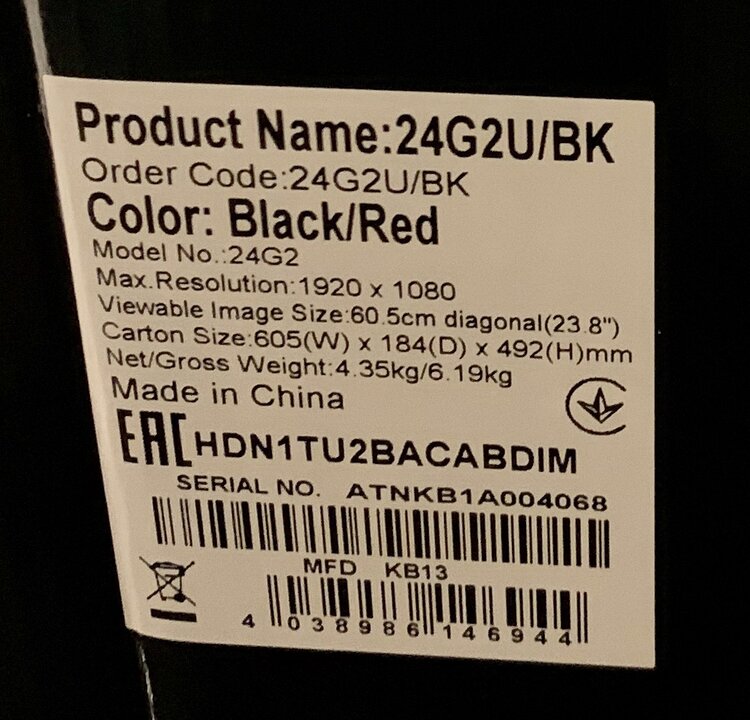 Product Name:24G2U/BK
Order Code:24G2U/BK
Color: Black/Red
Model No.:24G2
Max.Resolution:1920 x 1080
Viewable Image Size:60.5cm diagonal(23.8")
Carton Size:605(W) x 184(D) x 492(H)mm
Net/Gross Weight:4.35kg/6.19kg
Made in China
EAC HDN1TU2BACABDIM
SERIAL NO. ATNKB1A004068
MFD KB13
4 038986 146944